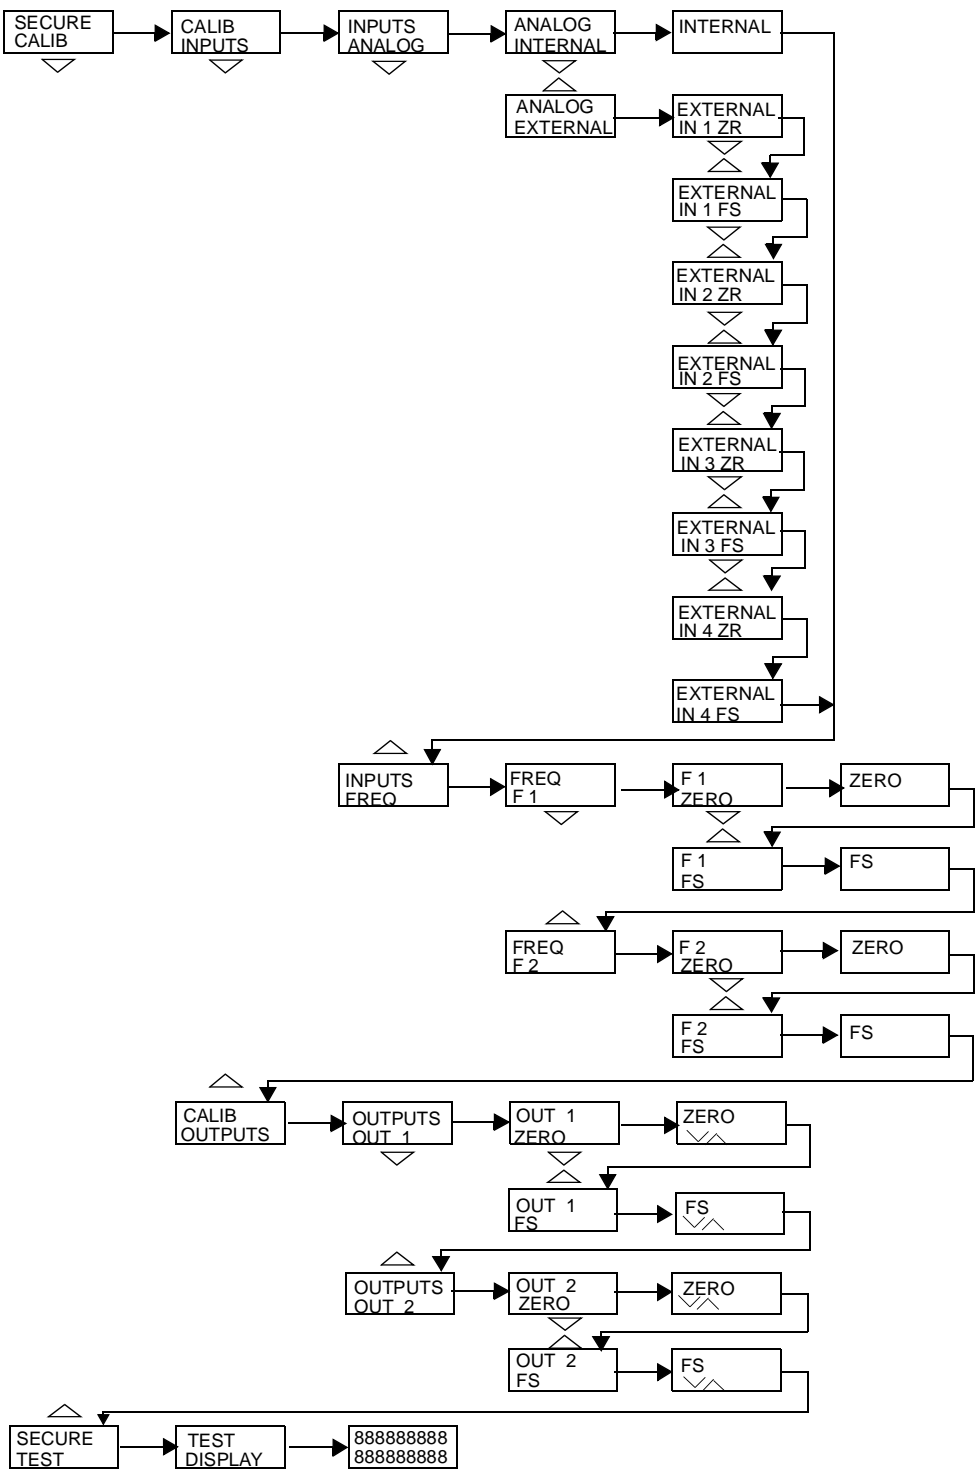 SECURE
CALIB
CALIB
INPUTS
INPUTS
ANALOG
ANALOG
INTERNAL
INTERNAL
ANALOG
EXTERNAL
EXTERNAL
IN 1 ZR
EXTERNAL
IN 1 FS
EXTERNAL
IN 2 ZR
EXTERNAL
IN 2 FS
EXTERNAL
IN 3 ZR
EXTERNAL
IN 3 FS
EXTERNAL
IN 4 ZR
EXTERNAL
IN 4 FS
INPUTS
FREQ
FREQ
F 1
F 1
ZERO
ZERO
F 1
FS
FS
FREQ
F 2
F 2
ZERO
ZERO
F 2
FS
FS
CALIB
OUTPUTS
OUTPUTS
OUT 1
OUT 1
ZERO
ZERO
OUT 1
FS
FS
OUTPUTS
OUT 2
OUT 2
ZERO
ZERO
OUT 2
FS
FS
SECURE
TEST
TEST
DISPLAY
888888888
888888888